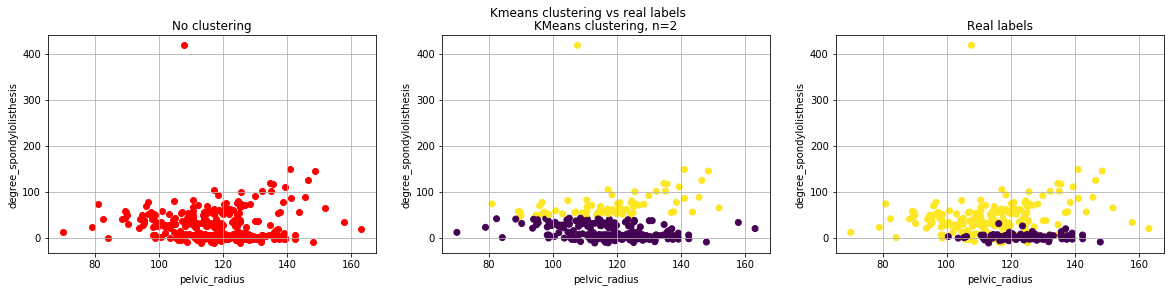 Kmeans clustering vs real labels
No clustering
400
300
200
100
0
degree_spondylolisthesis
80 100 120 140 160
pelvic_radius
KMeans clustering, n=2
400
300
200
100
0
degree_spondylolisthesis
80 100 120 140 160
pelvic_radius
Real labels
400
300
200
100
0
degree_spondylolisthesis
80 100 120 140 160
pelvic_radius